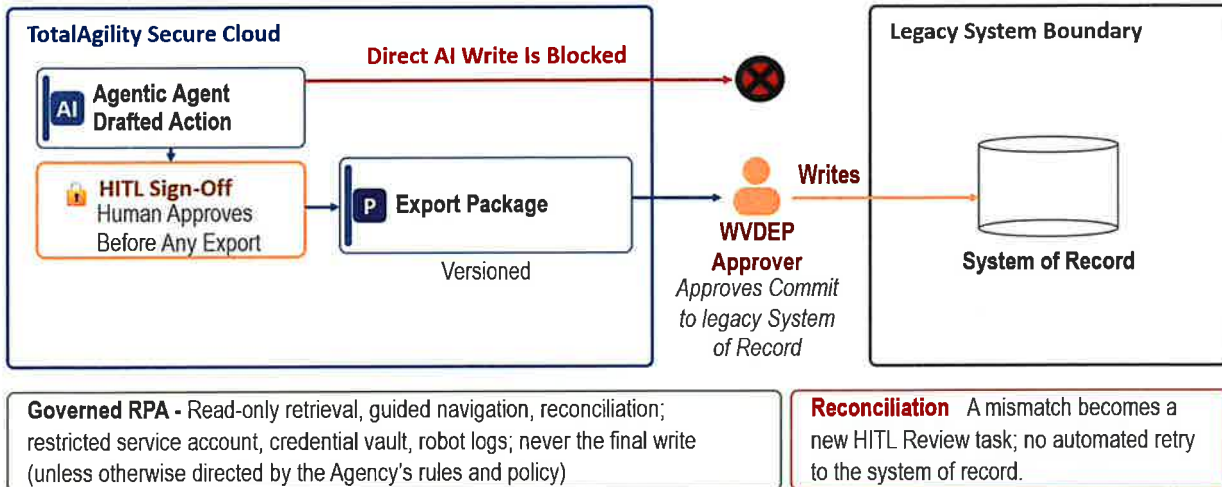 TotalAgility Secure Cloud
Direct AI Write Is Blocked
AI
Agentic Agent
Drafted Action
HITL Sign-Off
Human Approves
Before Any Export
P
Export Package
Versioned
WVDEP
Approver
Approves Commit
to legacy System
of Record
Writes
Legacy System Boundary
System of Record
Governed RPA - Read-only retrieval, guided navigation, reconciliation;
restricted service account, credential vault, robot logs; never the final write
(unless otherwise directed by the Agency's rules and policy)
Reconciliation A mismatch becomes a
new HITL Review task; no automated retry
to the system of record.